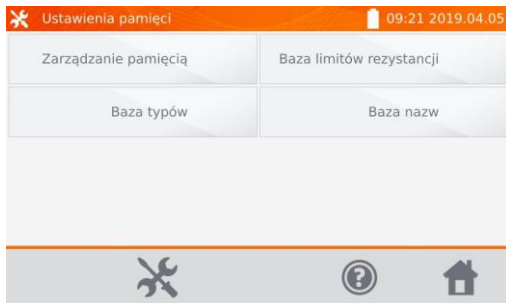 Ustawienia pamięci 09:21 2019.04.05
Zarządzanie pamięcią Baza limitów rezystancji
Baza typów Baza nazw
?